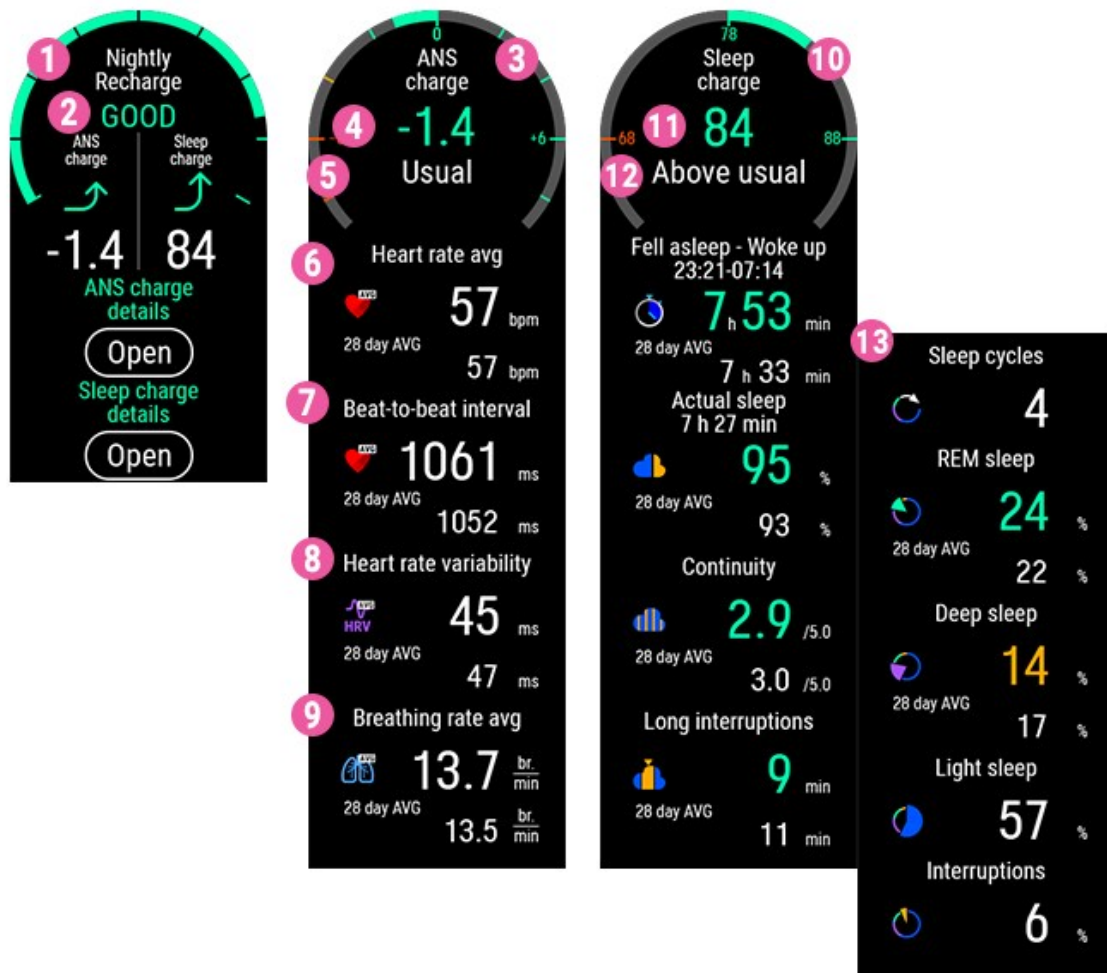 1
Nightly
Recharge
2
GOOD
ANS
charge
Sleep
charge
-1.4
84
ANS charge
details
Open
Sleep charge
details
Open
0
ANS
charge
3
4
-1.4
+6
5
Usual
6
Heart rate avg
AVG
57 bpm
28 day AVG
57 bpm
7
Beat-to-beat interval
AVG
1061 ms
28 day AVG
1052 ms
8
Heart rate variability
AVG
HRV
45 ms
28 day AVG
47 ms
9
Breathing rate avg
AVG
13.7 br.
min
28 day AVG
13.5 br.
min
78
Sleep
charge
10
68
11
84
88
12
Above usual
Fell asleep - Woke up
23:21-07:14
7 h 53 min
28 day AVG
7 h 33 min
Actual sleep
7 h 27 min
95 %
28 day AVG
93 %
Continuity
2.9 /5.0
28 day AVG
3.0 /5.0
Long interruptions
9 min
28 day AVG
11 min
13
Sleep cycles
4
REM sleep
24 %
28 day AVG
22 %
Deep sleep
14 %
28 day AVG
17 %
Light sleep
57 %
Interruptions
6 %